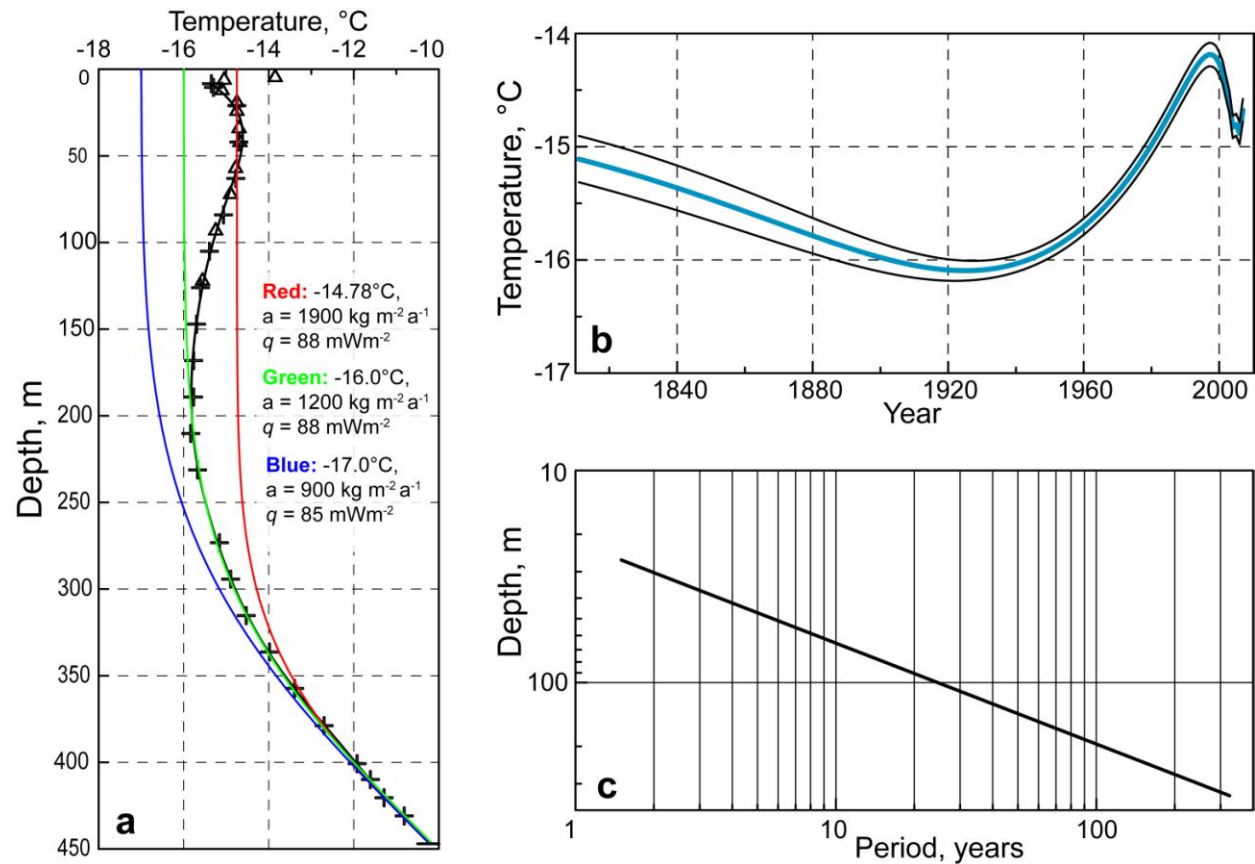 Temperature, °C
-18 -16 -14 -12 -10
0
50
100
150
200
250
300
350
400
450
Depth, m
Red: -14.78°C,
a = 1900 kg m⁻² a⁻¹
q = 88 mWm⁻²
Green: -16.0°C,
a = 1200 kg m⁻² a⁻¹
q = 88 mWm⁻²
Blue: -17.0°C,
a = 900 kg m⁻² a⁻¹
q = 85 mWm⁻²
a
-14
-15
-16
-17
Temperature, °C
b
1840 1880 1920 1960 2000
Year
10
100
Depth, m
c
1 10 100
Period, years